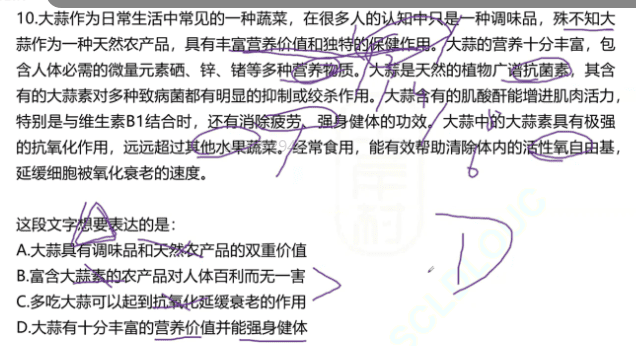 10.大蒜作为日常生活中常见的一种蔬菜，在很多人的认知中只是一种调味品，殊不知大
蒜作为一种天然农产品，具有丰富营养价值和独特的保健作用。大蒜的营养十分丰富，包
含人体必需的微量元素硒、锌、锗等多种营养物质。大蒜是天然的植物广谱抗菌素，其含
有的大蒜素对多种致病菌都有明显的抑制或绞杀作用。大蒜含有的肌酸酐能增进肌肉活力，
特别是与维生素B1结合时，还有消除疲劳、强身健体的功效。大蒜中的大蒜素具有极强
的抗氧化作用，远远超过其他水果蔬菜。经常食用，能有效帮助清除体内的活性氧自由基，
延缓细胞被氧化衰老的速度。
这段文字想要表达的是：
A.大蒜具有调味品和天然农产品的双重价值
B.富含大蒜素的农产品对人体百利而无一害
C.多吃大蒜可以起到抗氧化延缓衰老的作用
D.大蒜有十分丰富的营养价值并能强身健体
D